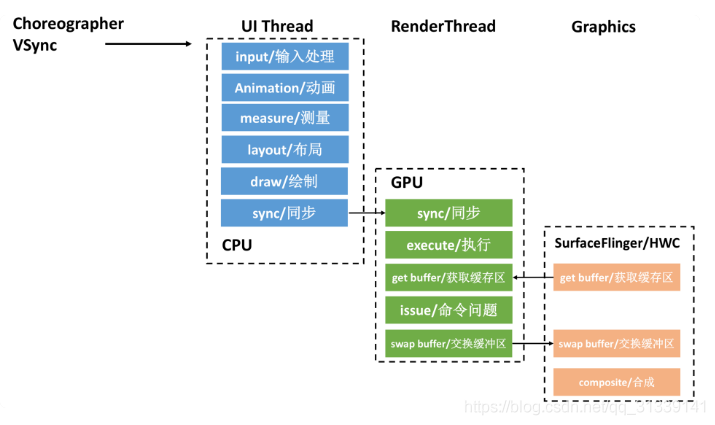 Choreographer
VSync
UI Thread
input/输入处理
Animation/动画
measure/测量
layout/布局
draw/绘制
sync/同步
CPU
RenderThread
GPU
sync/同步
execute/执行
get buffer/获取缓存区
issue/命令问题
swap buffer/交换缓冲区
Graphics
SurfaceFlinger/HWC
get buffer/获取缓存区
swap buffer/交换缓冲区
composite/合成
https://blog.csdn.net/qq_31339141